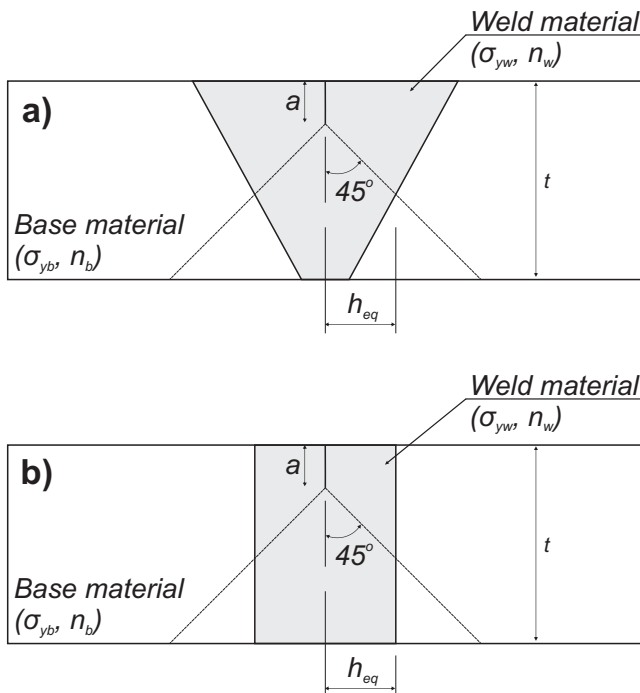 Weld material
(σyw, nw)
a)
a
t
45°
Base material
(σyb, nb)
heq
Weld material
(σyw, nw)
b)
a
t
45°
Base material
(σyb, nb)
heq